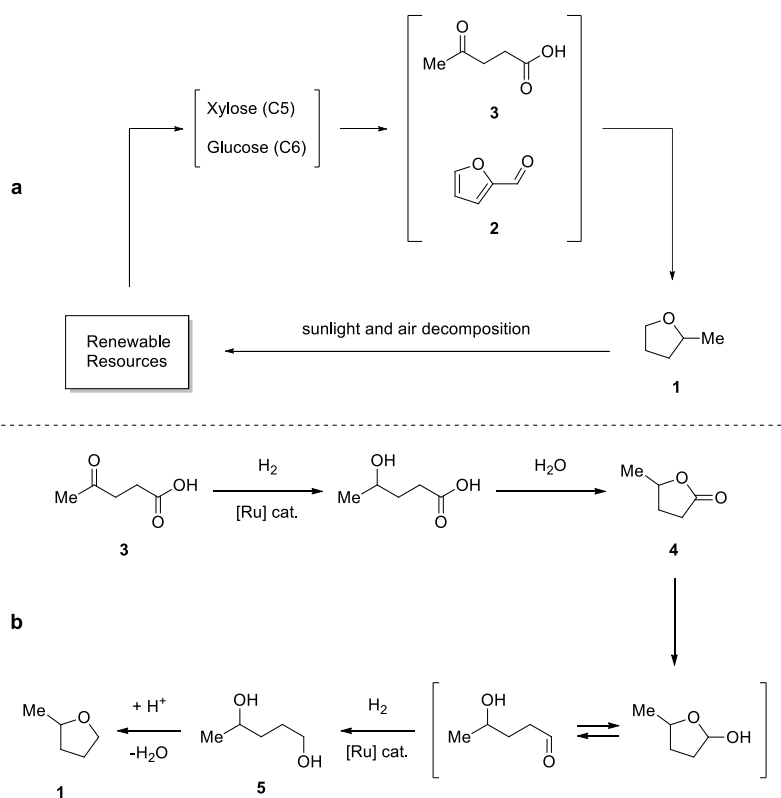 a
Xylose (C5)
Glucose (C6)
O
Me
OH
O
3
O
O
2
Renewable
Resources
sunlight and air decomposition
O
Me
1
b
O
Me
OH
O
3
H2
[Ru] cat.
OH
Me
OH
O
H2O
Me
O
O
4
Me
O
1
+ H+
-H2O
OH
Me
OH
5
H2
[Ru] cat.
OH
Me
O
Me
O
OH